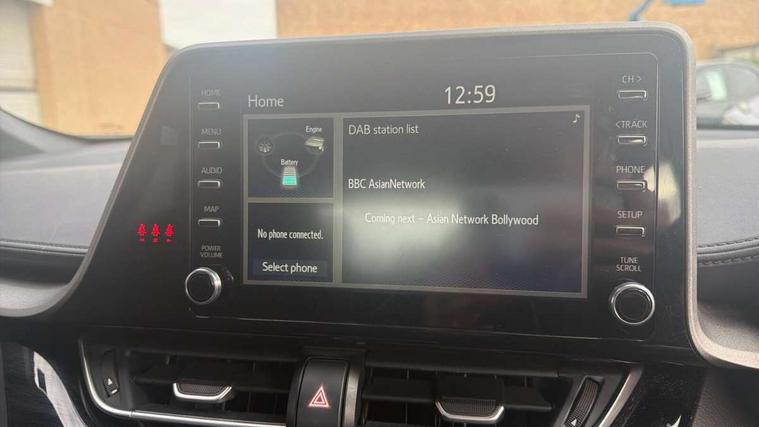 HOME
MENU
AUDIO
MAP
POWER
VOLUME
Home
12:59
Engine
Battery
No phone connected.
Select phone
DAB station list
BBC AsianNetwork
Coming next – Asian Network Bollywood
CH >
< TRACK
PHONE
SETUP
TUNE
SCROLL